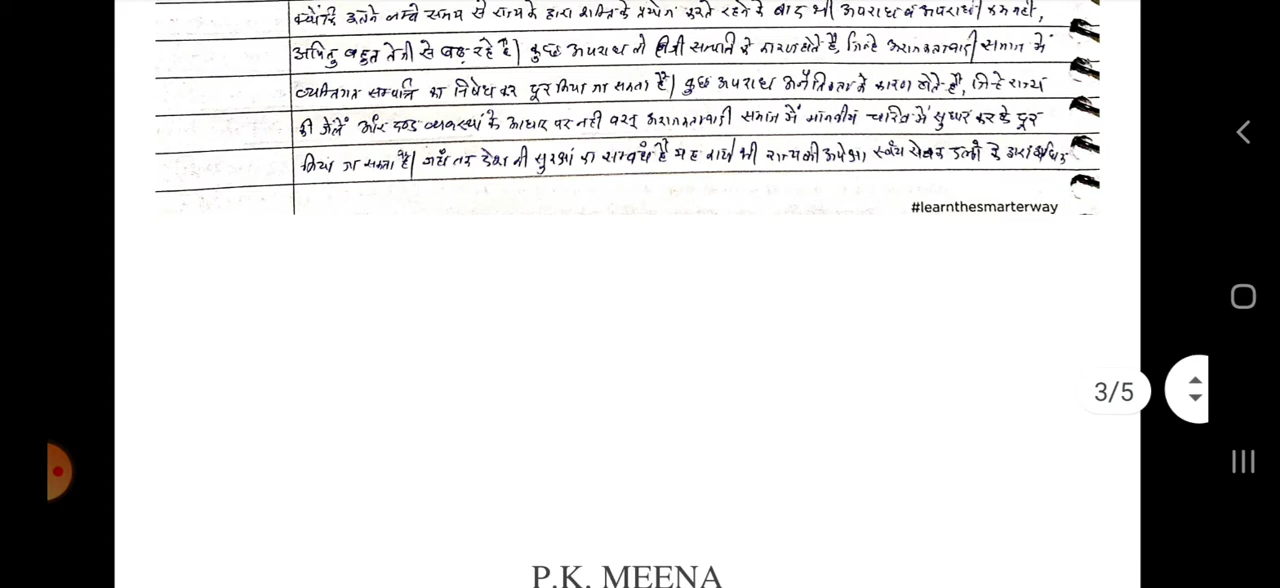 क्योंकि इतने लम्बे समय से राज्य के द्वारा शक्ति के प्रयोग करते रहने के बाद भी अपराध व अपराधी कम नही,
अपितु बहुत तेजी से बढ़ रहे है| कुछ अपराध तो निजी सम्पत्ति के कारण होते है, जिन्हे अराजकतावादी समाज में
व्यक्तिगत सम्पत्ति का निषेध कर दूर किया जा सकता है| कुछ अपराध अनैतिकता के कारण होते है, जिन्हे राज्य
की जेलों और दण्ड व्यवस्था के आधार पर नही वरन् अराजकतावादी समाज में मानवीय चरित्र में सुधार करके दूर
किया जा सकता है| जहाँ तक देश की सुरक्षा का सम्बन्ध है यह कार्य भी राज्य की अपेक्षा स्वंय सेवक दलों के द्वारा अधिक
#learnthesmarterway
3/5
P.K. MEENA